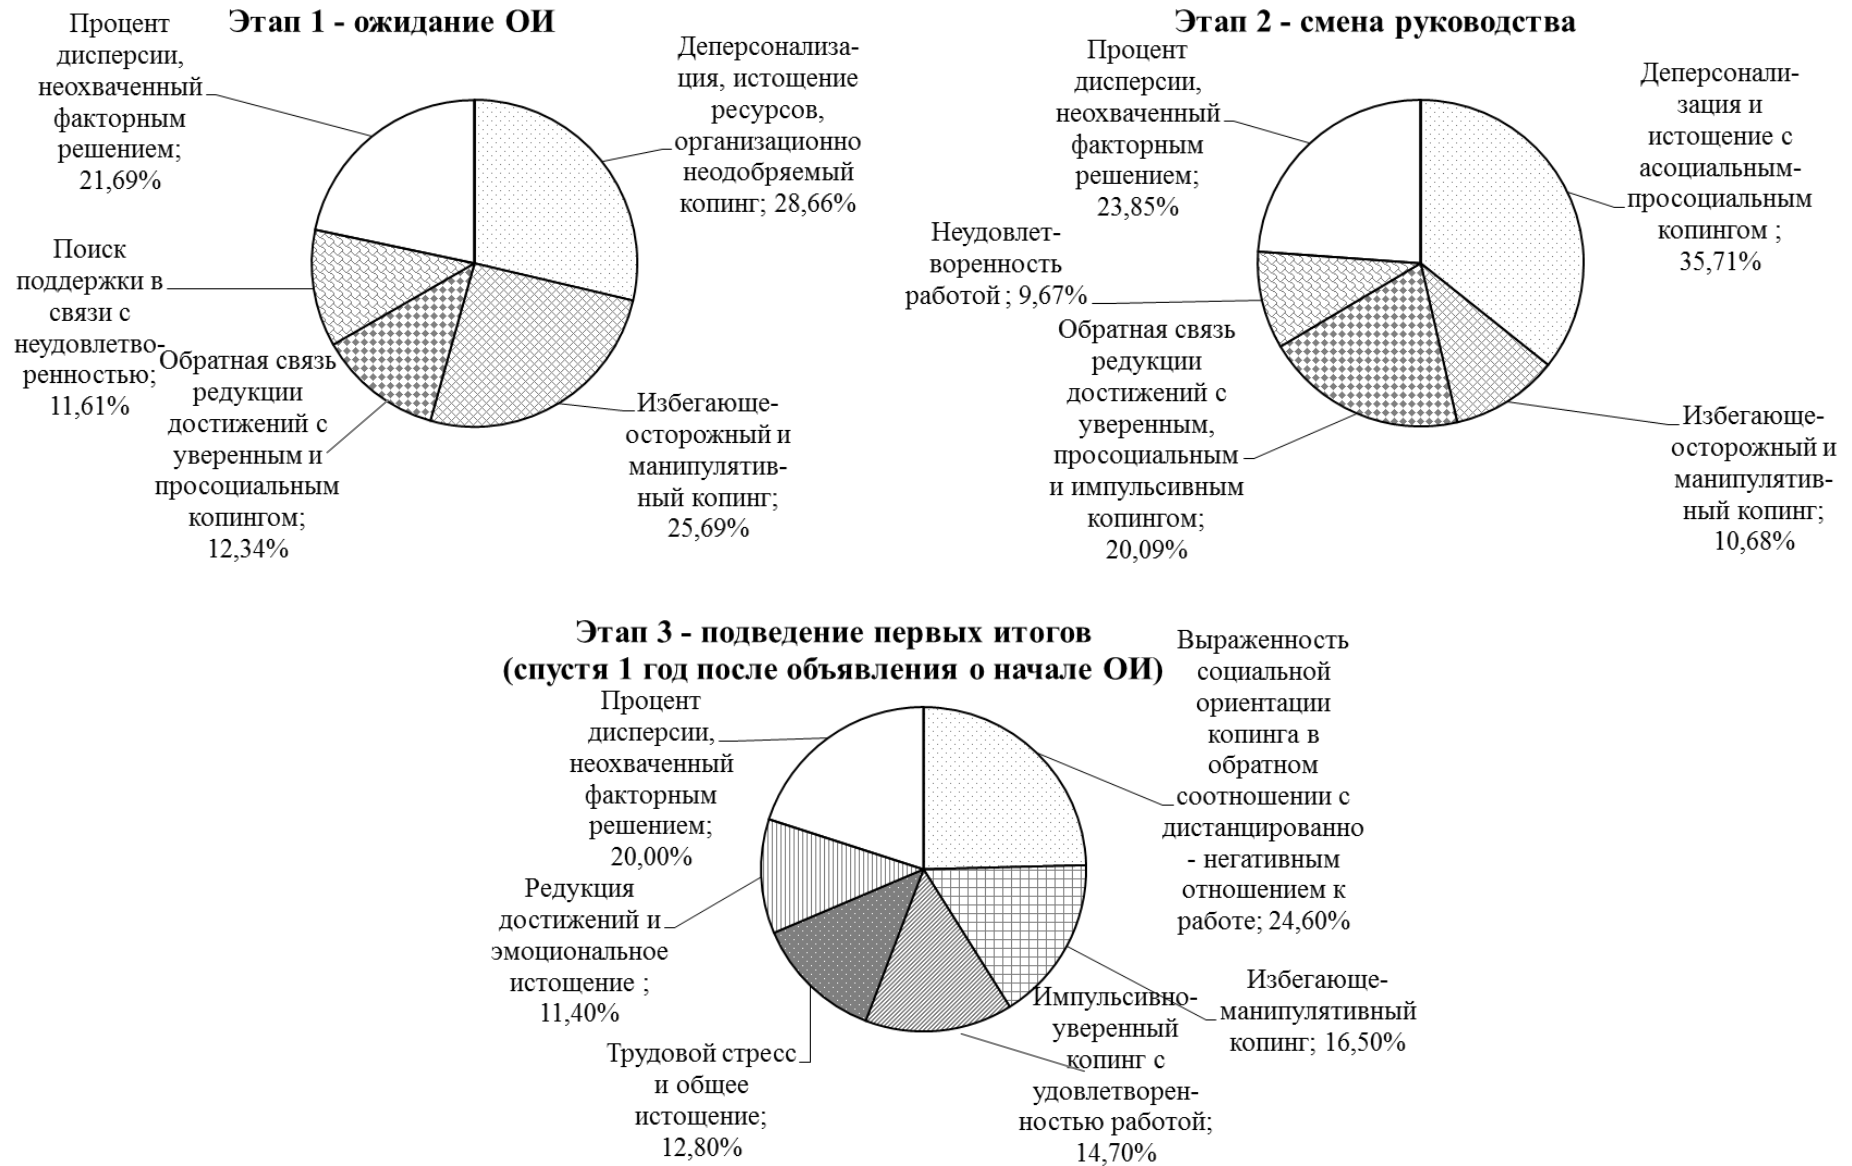 Этап 1 - ожидание ОИ
Процент
дисперсии,
неохваченный
факторным
решением;
21,69%
Деперсонализа-
ция, истощение
ресурсов,
организационно
неодобряемый
копинг; 28,66%
Поиск
поддержки в
связи с
неудовлетво-
ренностью;
11,61%
Обратная связь
редукции
достижений с
уверенным и
просоциальным
копингом;
12,34%
Избегающе-
осторожный и
манипулятив-
ный копинг;
25,69%
Этап 2 - смена руководства
Процент
дисперсии,
неохваченный
факторным
решением;
23,85%
Деперсонали-
зация и
истощение с
асоциальным-
просоциальным
копингом ;
35,71%
Неудовлет-
воренность
работой ; 9,67%
Обратная связь
редукции
достижений с
уверенным,
просоциальным
и импульсивным
копингом;
20,09%
Избегающе-
осторожный и
манипулятив-
ный копинг;
10,68%
Этап 3 - подведение первых итогов
(спустя 1 год после объявления о начале ОИ)
Процент
дисперсии,
неохваченный
факторным
решением;
20,00%
Выраженность
социальной
ориентации
копинга в
обратном
соотношении с
дистанцированно
- негативным
отношением к
работе; 24,60%
Редукция
достижений и
эмоциональное
истощение ;
11,40%
Избегающе-
манипулятивный
копинг; 16,50%
Импульсивно-
уверенный
копинг с
удовлетворен-
ностью работой;
14,70%
Трудовой стресс
и общее
истощение;
12,80%